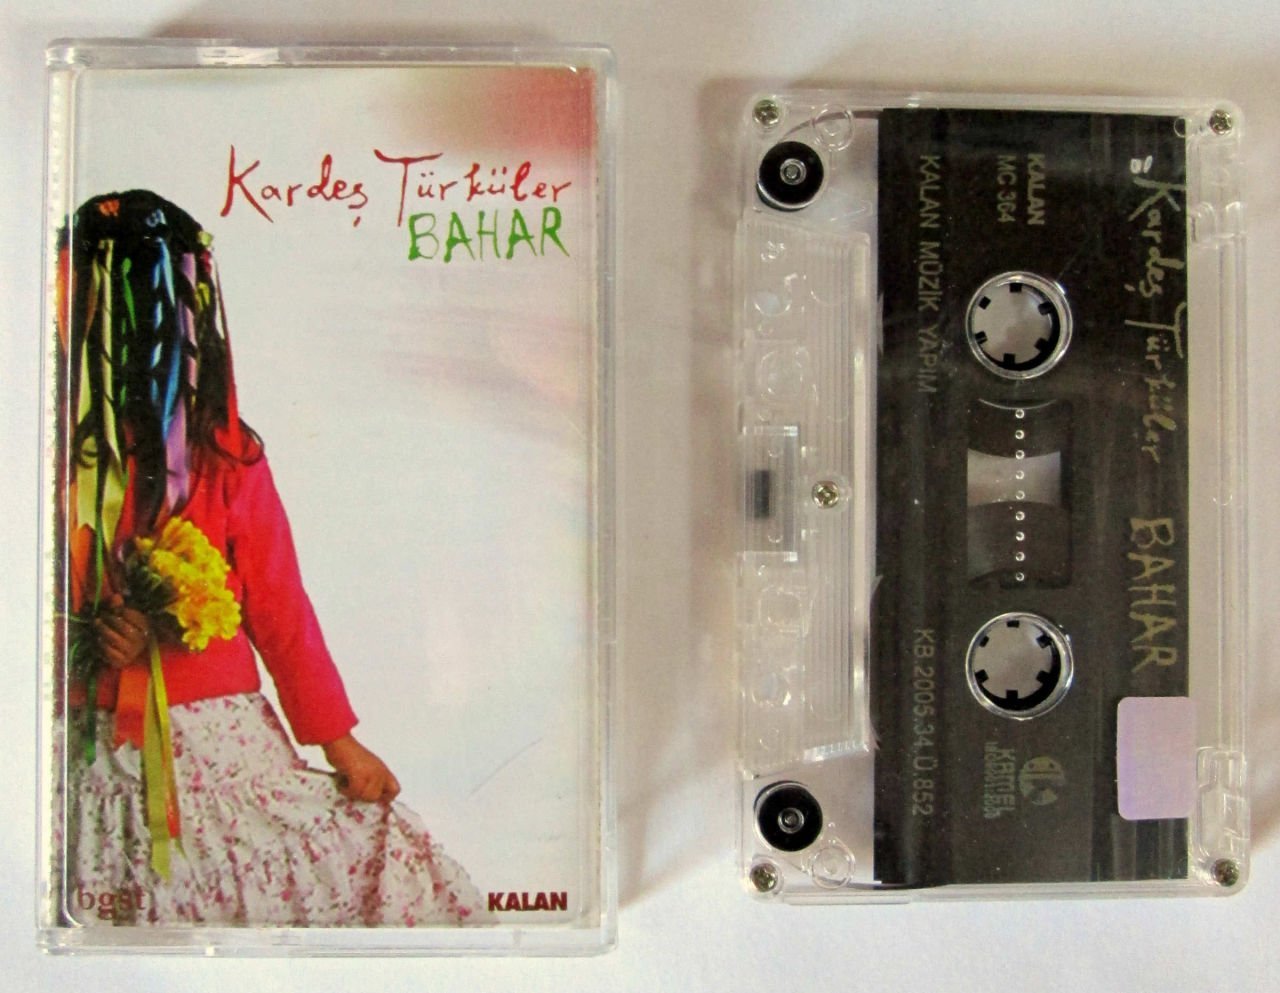 Kardeş Türküler
BAHAR
bgst
KALAN
Kardeş Türküler BAHAR
KALAN
MC 364
KALAN MÜZİK YAPIM
KB.2005.34.Ü.852